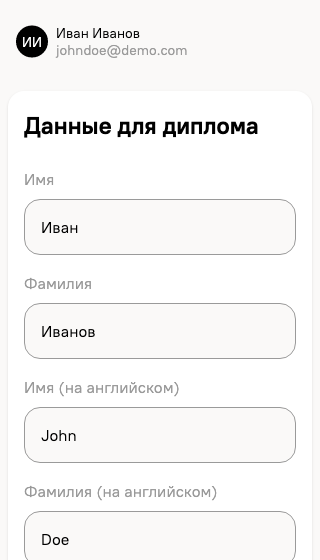 ИИ
Иван Иванов
johndoe@demo.com
Данные для диплома
Имя
Иван
Фамилия
Иванов
Имя (на английском)
John
Фамилия (на английском)
Doe